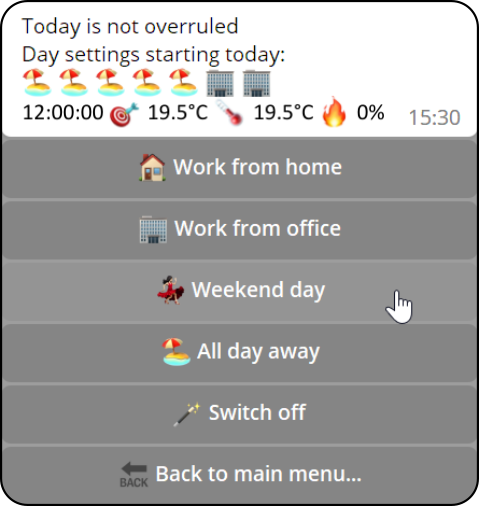 Today is not overruled
Day settings starting today:
🏖️ 🏖️ 🏖️ 🏖️ 🏖️ 🏢 🏢
12:00:00 🎯 19.5°C 🌡️ 19.5°C 🔥 0% 15:30
🏠 Work from home
🏢 Work from office
💃 Weekend day
🏖️ All day away
🪄 Switch off
🔙 Back to main menu...